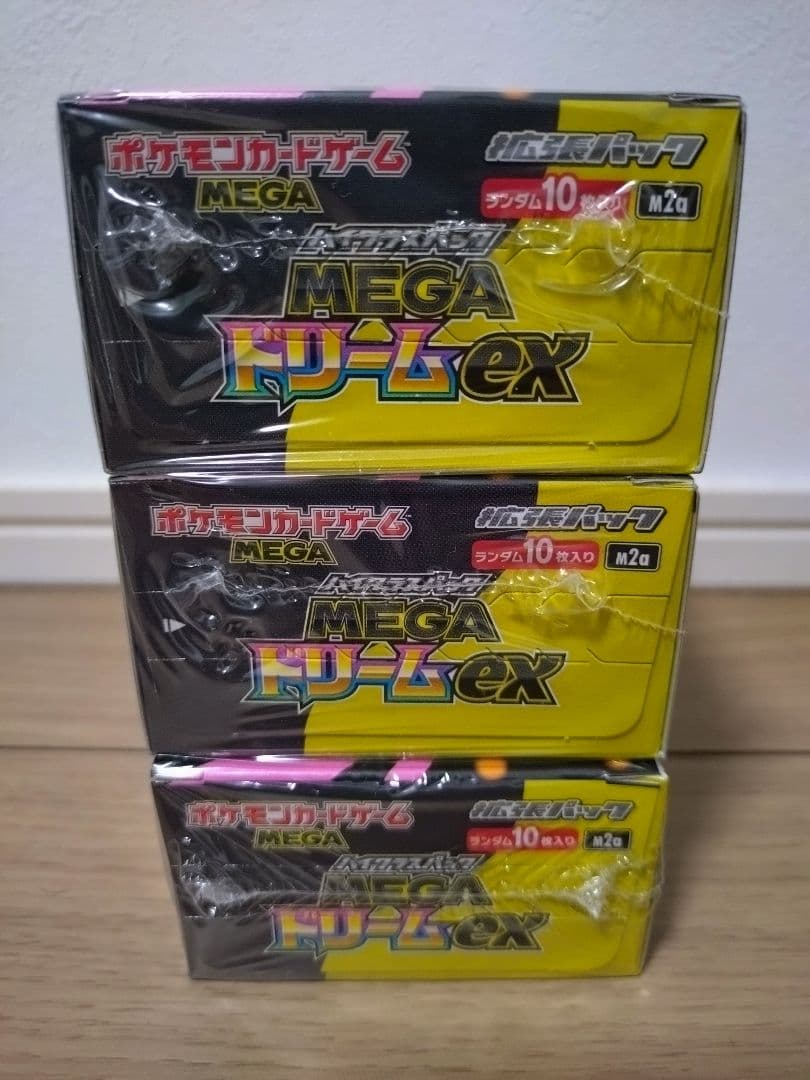 ポケモンカードゲーム
MEGA
拡張パック
ランダム10枚入り
M2a
ハイクラスパック
MEGA
ドリームex
ポケモンカードゲーム
MEGA
拡張パック
ランダム10枚入り
M2a
ハイクラスパック
MEGA
ドリームex
ポケモンカードゲーム
MEGA
拡張パック
ランダム10枚入り
M2a
ハイクラスパック
MEGA
ドリームex